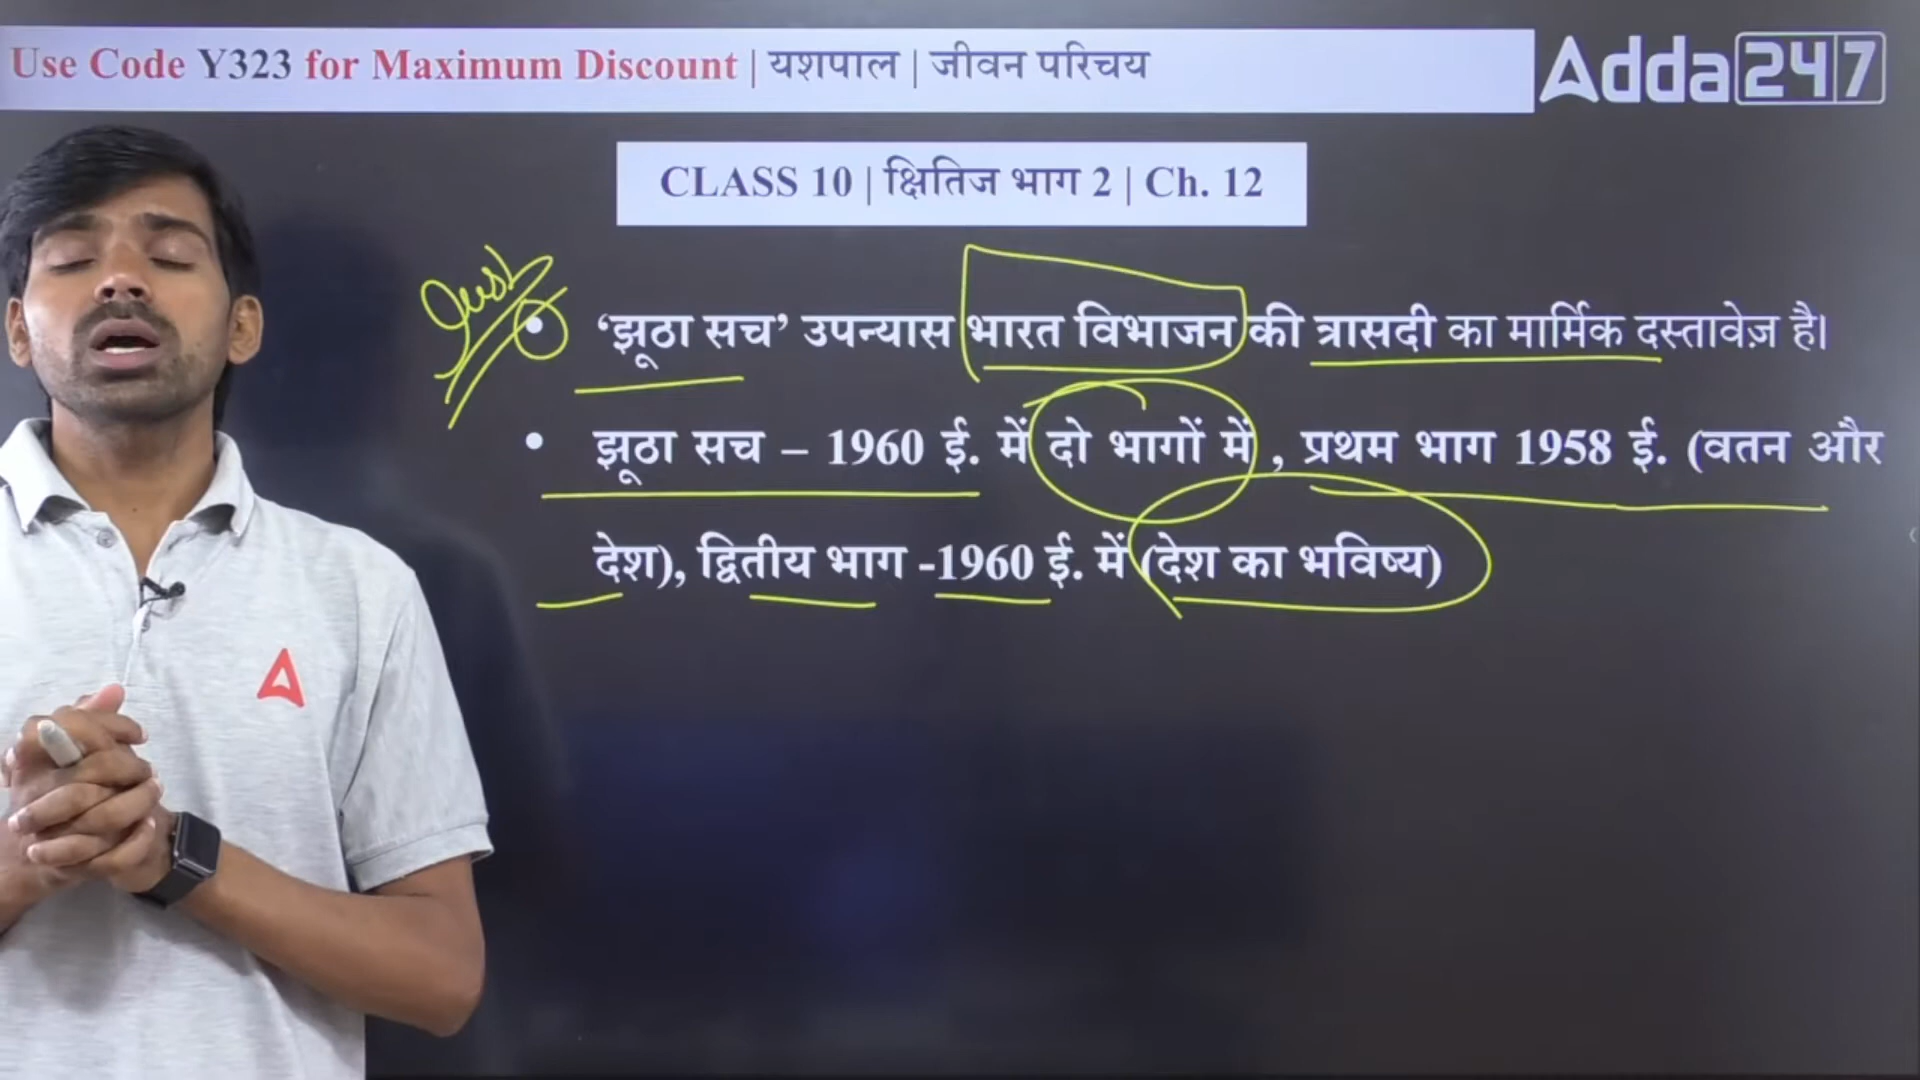 Use Code Y323 for Maximum Discount | यशपाल | जीवन परिचय
Adda247
CLASS 10 | क्षितिज भाग 2 | Ch. 12
• ‘झूठा सच’ उपन्यास भारत विभाजन की त्रासदी का मार्मिक दस्तावेज़ है।
• झूठा सच – 1960 ई. में दो भागों में , प्रथम भाग 1958 ई. (वतन और
देश), द्वितीय भाग -1960 ई. में (देश का भविष्य)